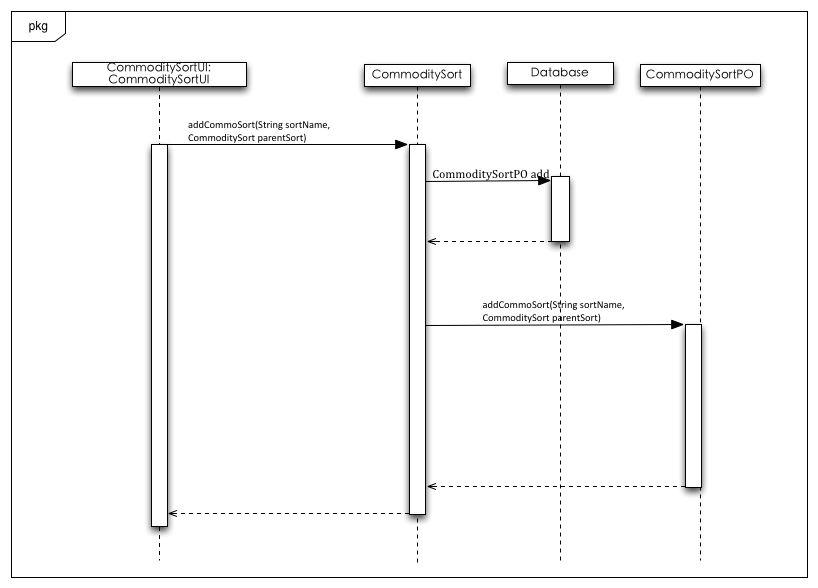 pkg
CommoditySortUI:
CommoditySortUI
CommoditySort
Database
CommoditySortPO
addCommoSort(String sortName,
CommoditySort parentSort)
CommoditySortPO add
addCommoSort(String sortName,
CommoditySort parentSort)